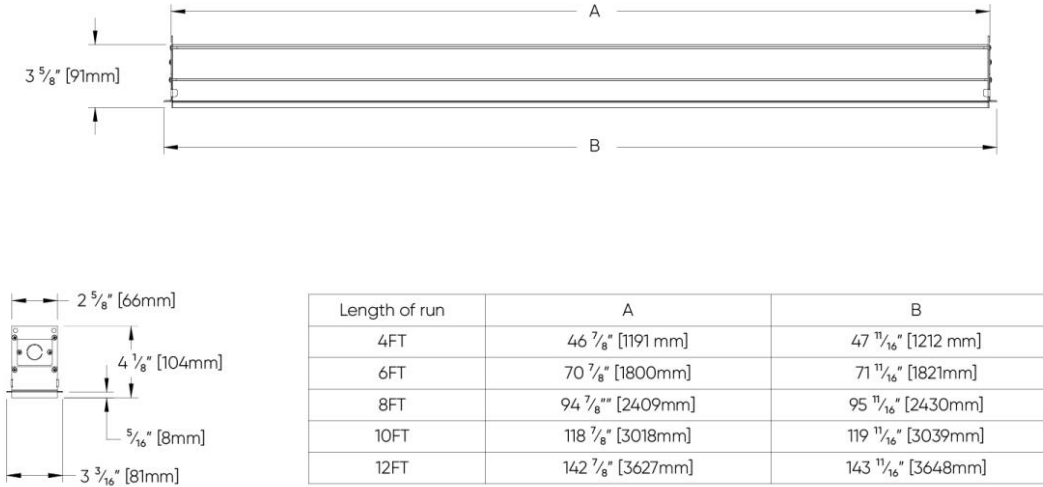 A
3 ⅝" [91mm]
B
2 ⅝" [66mm]
4 ⅛" [104mm]
⁵⁄₁₆" [8mm]
3 ³⁄₁₆" [81mm]
Length of run A B
4FT 46 ⅞" [1191 mm] 47 ¹¹⁄₁₆" [1212 mm]
6FT 70 ⅞" [1800mm] 71 ¹¹⁄₁₆" [1821mm]
8FT 94 ⅞"" [2409mm] 95 ¹¹⁄₁₆" [2430mm]
10FT 118 ⅞" [3018mm] 119 ¹¹⁄₁₆" [3039mm]
12FT 142 ⅞" [3627mm] 143 ¹¹⁄₁₆" [3648mm]